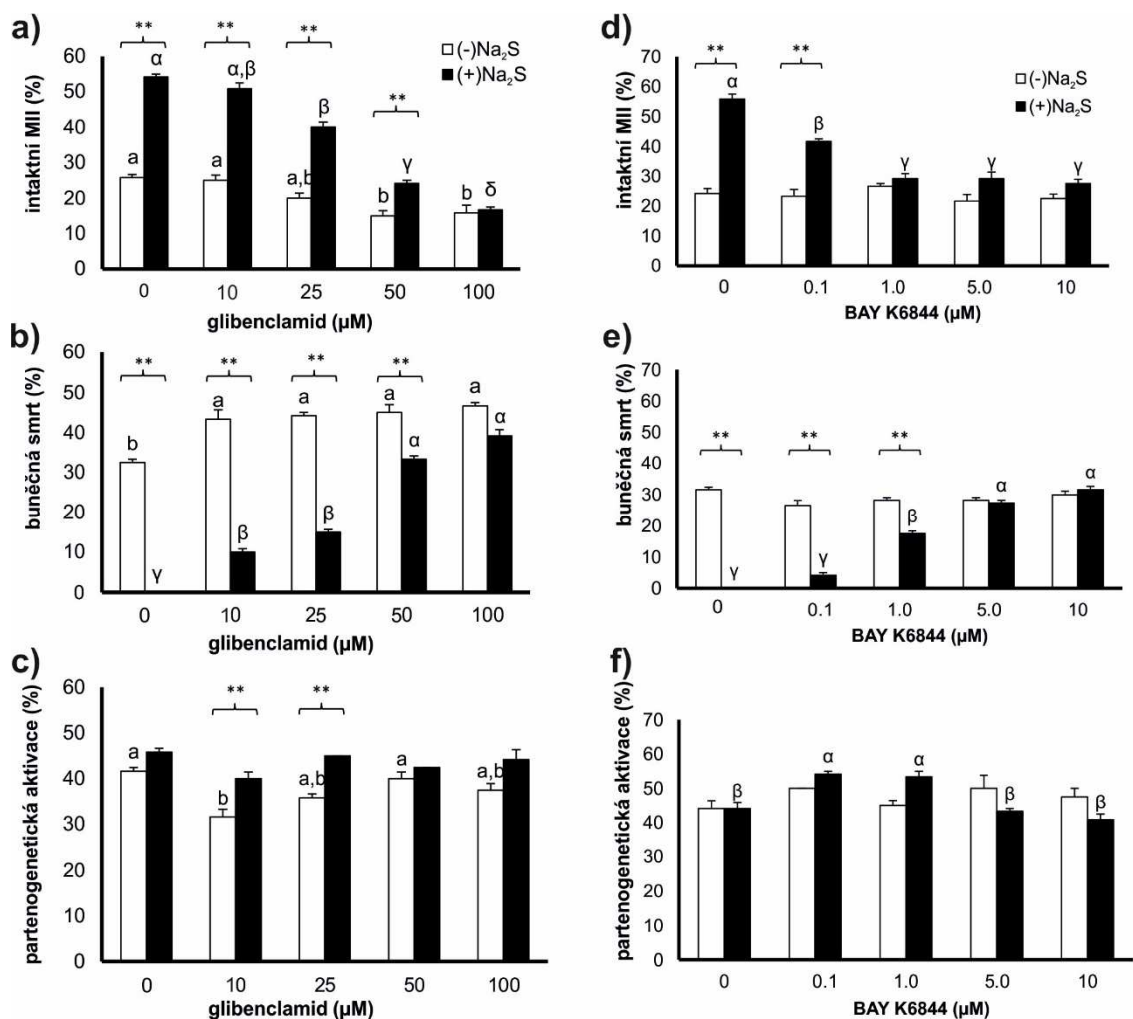 a)
** ** ** **
(-)Na₂S
(+)Na₂S
intaktní MII (%)
60
50
40
30
20
10
0
a α a α,β a,b β b γ b δ
0 10 25 50 100
glibenclamid (µM)
b)
** ** ** **
buněčná smrt (%)
60
50
40
30
20
10
0
b γ a β a β a α a α
0 10 25 50 100
glibenclamid (µM)
c)
** **
partenogenetická aktivace (%)
60
50
40
30
20
10
0
a b a,b a a,b
0 10 25 50 100
glibenclamid (µM)
d)
** **
(-)Na₂S
(+)Na₂S
intaktní MII (%)
70
60
50
40
30
20
10
0
α β γ γ γ
0 0.1 1.0 5.0 10
BAY K6844 (µM)
e)
** ** **
buněčná smrt (%)
70
60
50
40
30
20
10
0
γ γ β α α
0 0.1 1.0 5.0 10
BAY K6844 (µM)
f)
partenogenetická aktivace (%)
70
60
50
40
30
20
10
0
β α α β β
0 0.1 1.0 5.0 10
BAY K6844 (µM)